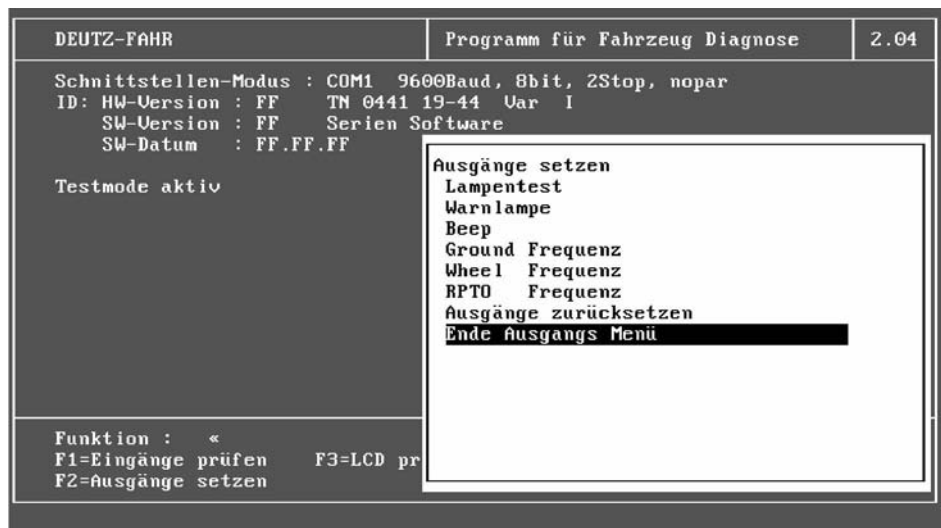 DEUTZ-FAHR Programm für Fahrzeug Diagnose 2.04
Schnittstellen-Modus : COM1 9600Baud, 8bit, 2Stop, nopar
ID: HW-Version : FF TN 0441 19-44 Var I
SW-Version : FF Serien Software
SW-Datum : FF.FF.FF
Testmode aktiv
Ausgänge setzen
Lampentest
Warnlampe
Beep
Ground Frequenz
Wheel Frequenz
RPTO Frequenz
Ausgänge zurücksetzen
Ende Ausgangs Menü
Funktion : «
F1=Eingänge prüfen F3=LCD pr
F2=Ausgänge setzen